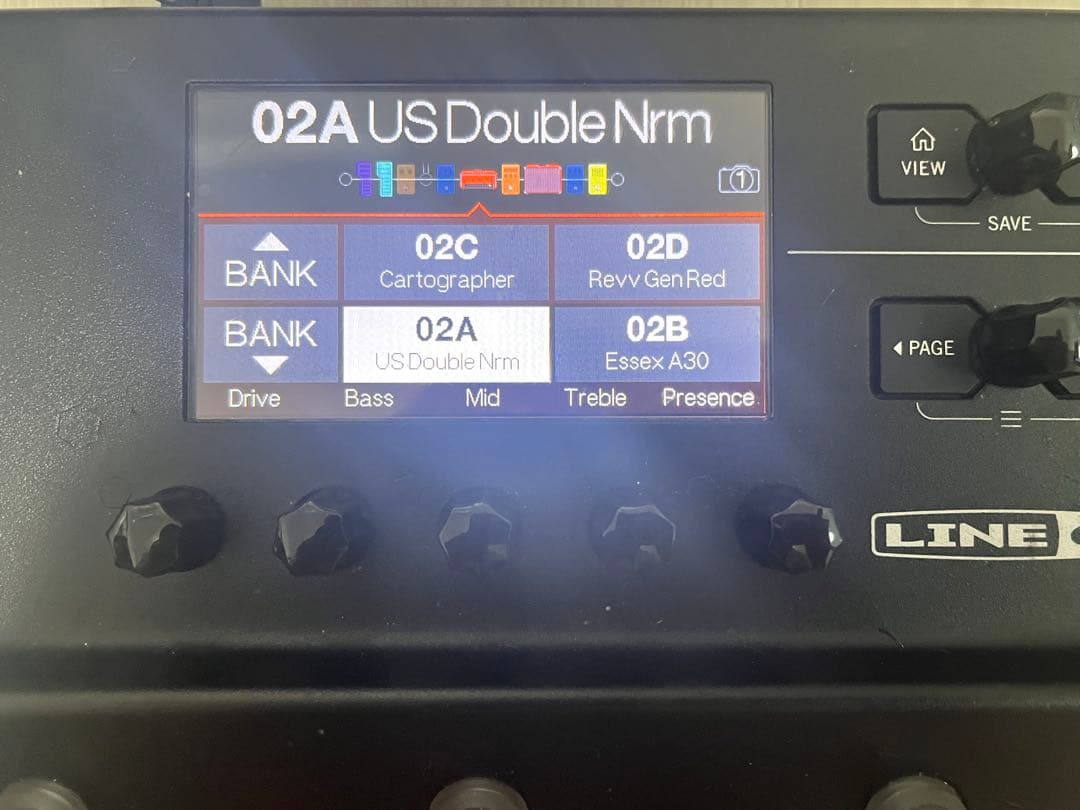 02A US Double Nrm
1
BANK
02C
Cartographer
02D
Revv Gen Red
BANK
02A
US Double Nrm
02B
Essex A30
Drive Bass Mid Treble Presence
VIEW
SAVE
PAGE
LINE